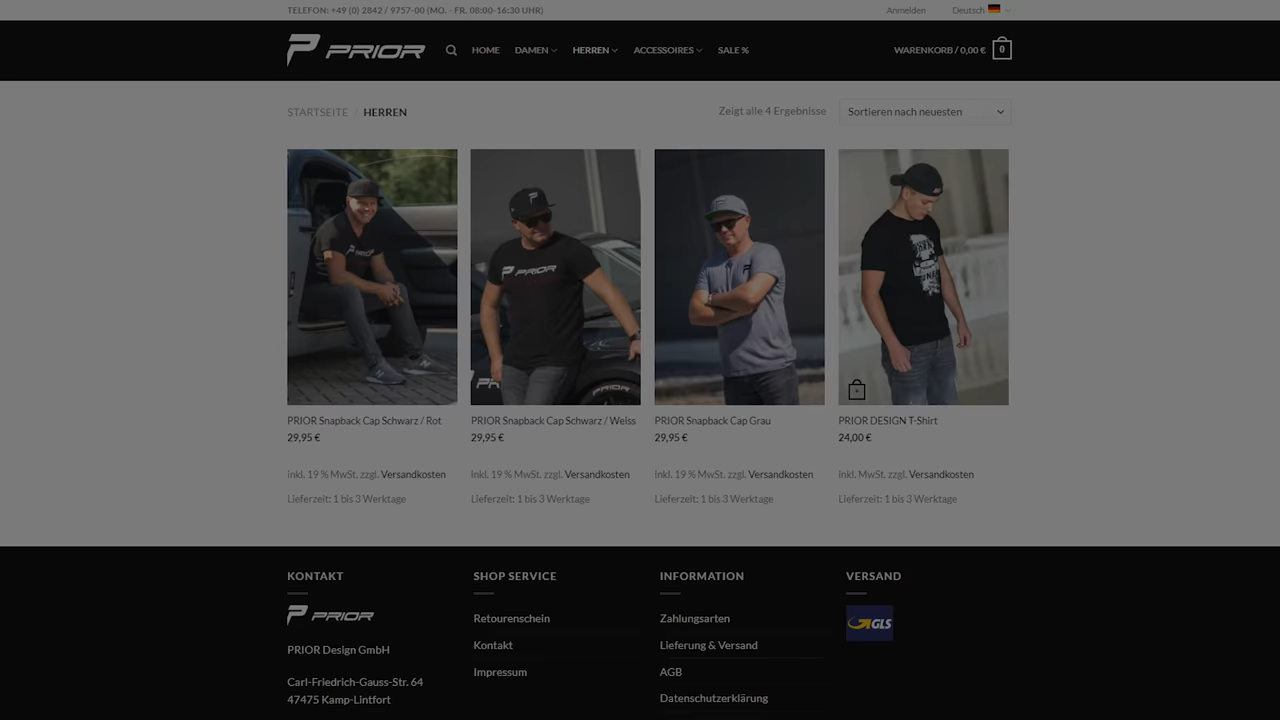 TELEFON: +49 (0) 2842 / 9757-00 (MO. - FR. 08:00-16:30 UHR)
Anmelden
Deutsch
PRIOR
HOME
DAMEN
HERREN
ACCESSOIRES
SALE %
WARENKORB / 0,00 €
0
STARTSEITE / HERREN
Zeigt alle 4 Ergebnisse
Sortieren nach neuesten
PRIOR
PRIOR
PRIOR Snapback Cap Schwarz / Rot
29,95 €
inkl. 19 % MwSt. zzgl. Versandkosten
Lieferzeit: 1 bis 3 Werktage
PRIOR Snapback Cap Schwarz / Weiss
29,95 €
inkl. 19 % MwSt. zzgl. Versandkosten
Lieferzeit: 1 bis 3 Werktage
PRIOR Snapback Cap Grau
29,95 €
inkl. 19 % MwSt. zzgl. Versandkosten
Lieferzeit: 1 bis 3 Werktage
PRIOR DESIGN T-Shirt
24,00 €
inkl. MwSt. zzgl. Versandkosten
Lieferzeit: 1 bis 3 Werktage
KONTAKT
PRIOR
PRIOR Design GmbH
Carl-Friedrich-Gauss-Str. 64
47475 Kamp-Lintfort
SHOP SERVICE
Retourenschein
Kontakt
Impressum
INFORMATION
Zahlungsarten
Lieferung & Versand
AGB
Datenschutzerklärung
VERSAND
GLS